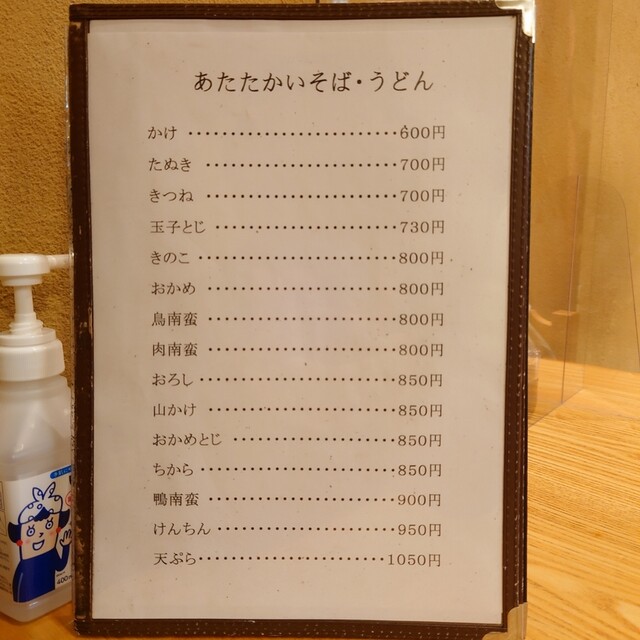 あたたかいそば・うどん
かけ ・・・・・・・・・・・・・・・・・・・・・・・・・600円
たぬき ・・・・・・・・・・・・・・・・・・・・・・・700円
きつね ・・・・・・・・・・・・・・・・・・・・・・・700円
玉子とじ ・・・・・・・・・・・・・・・・・・・・・・730円
きのこ ・・・・・・・・・・・・・・・・・・・・・・・・800円
おかめ ・・・・・・・・・・・・・・・・・・・・・・・800円
鳥南蛮 ・・・・・・・・・・・・・・・・・・・・・・・800円
肉南蛮 ・・・・・・・・・・・・・・・・・・・・・・・800円
おろし ・・・・・・・・・・・・・・・・・・・・・・・・850円
山かけ ・・・・・・・・・・・・・・・・・・・・・・・850円
おかめとじ ・・・・・・・・・・・・・・・・・・・・850円
ちから ・・・・・・・・・・・・・・・・・・・・・・・・850円
鴨南蛮 ・・・・・・・・・・・・・・・・・・・・・・・900円
けんちん ・・・・・・・・・・・・・・・・・・・・・・950円
天ぷら・・・・・・・・・・・・・・・・・・・・・・・1050円
400